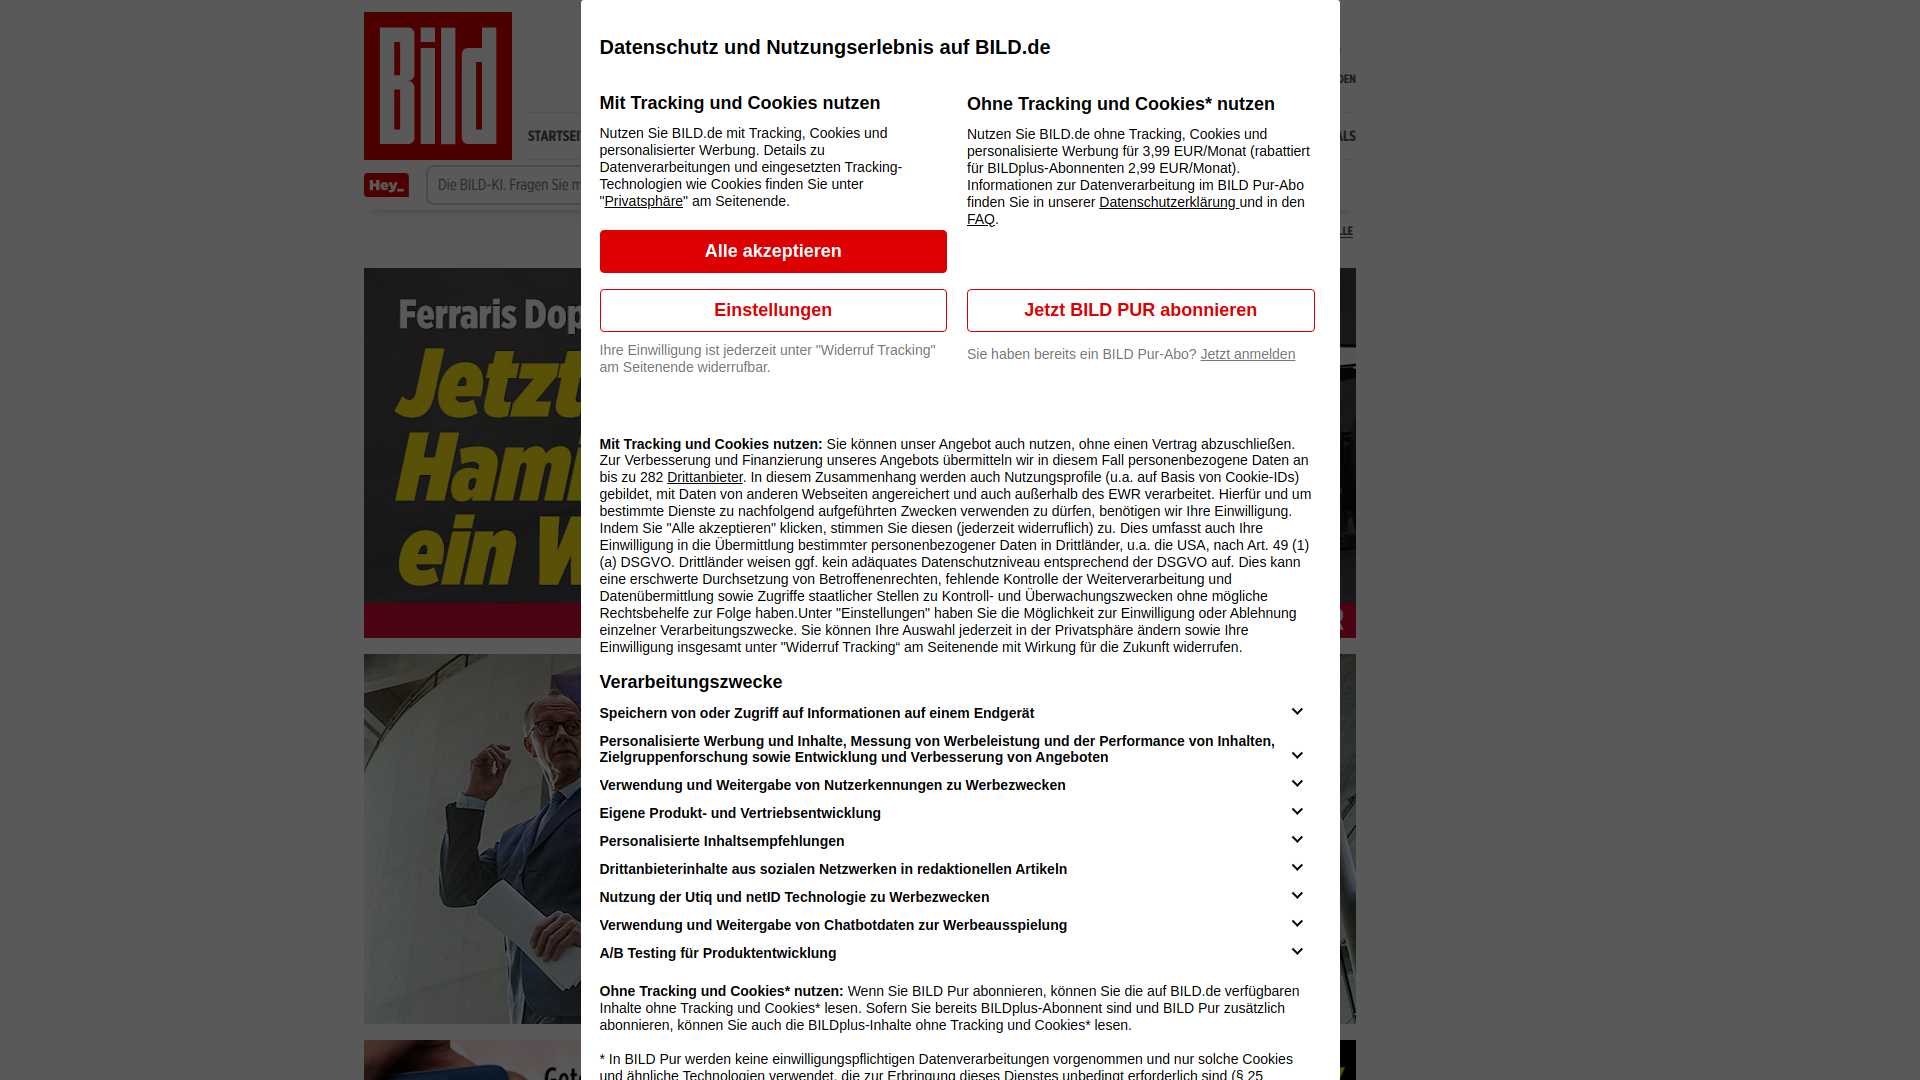 Bild
STARTSEI
Hey_
Die BILD-KI. Fragen Sie m
Ferraris Dop
Jetzt
Hami
ein W
Datenschutz und Nutzungserlebnis auf BILD.de
Mit Tracking und Cookies nutzen
Nutzen Sie BILD.de mit Tracking, Cookies und
personalisierter Werbung. Details zu
Datenverarbeitungen und eingesetzten Tracking-
Technologien wie Cookies finden Sie unter
"Privatsphäre" am Seitenende.
Alle akzeptieren
Einstellungen
Ihre Einwilligung ist jederzeit unter "Widerruf Tracking"
am Seitenende widerrufbar.
Ohne Tracking und Cookies* nutzen
Nutzen Sie BILD.de ohne Tracking, Cookies und
personalisierte Werbung für 3,99 EUR/Monat (rabattiert
für BILDplus-Abonnenten 2,99 EUR/Monat).
Informationen zur Datenverarbeitung im BILD Pur-Abo
finden Sie in unserer Datenschutzerklärung und in den
FAQ.
Jetzt BILD PUR abonnieren
Sie haben bereits ein BILD Pur-Abo? Jetzt anmelden
Mit Tracking und Cookies nutzen: Sie können unser Angebot auch nutzen, ohne einen Vertrag abzuschließen.
Zur Verbesserung und Finanzierung unseres Angebots übermitteln wir in diesem Fall personenbezogene Daten an
bis zu 282 Drittanbieter. In diesem Zusammenhang werden auch Nutzungsprofile (u.a. auf Basis von Cookie-IDs)
gebildet, mit Daten von anderen Webseiten angereichert und auch außerhalb des EWR verarbeitet. Hierfür und um
bestimmte Dienste zu nachfolgend aufgeführten Zwecken verwenden zu dürfen, benötigen wir Ihre Einwilligung.
Indem Sie "Alle akzeptieren" klicken, stimmen Sie diesen (jederzeit widerruflich) zu. Dies umfasst auch Ihre
Einwilligung in die Übermittlung bestimmter personenbezogener Daten in Drittländer, u.a. die USA, nach Art. 49 (1)
(a) DSGVO. Drittländer weisen ggf. kein adäquates Datenschutzniveau entsprechend der DSGVO auf. Dies kann
eine erschwerte Durchsetzung von Betroffenenrechten, fehlende Kontrolle der Weiterverarbeitung und
Datenübermittlung sowie Zugriffe staatlicher Stellen zu Kontroll- und Überwachungszwecken ohne mögliche
Rechtsbehelfe zur Folge haben.Unter "Einstellungen" haben Sie die Möglichkeit zur Einwilligung oder Ablehnung
einzelner Verarbeitungszwecke. Sie können Ihre Auswahl jederzeit in der Privatsphäre ändern sowie Ihre
Einwilligung insgesamt unter "Widerruf Tracking“ am Seitenende mit Wirkung für die Zukunft widerrufen.
Verarbeitungszwecke
Speichern von oder Zugriff auf Informationen auf einem Endgerät
Personalisierte Werbung und Inhalte, Messung von Werbeleistung und der Performance von Inhalten,
Zielgruppenforschung sowie Entwicklung und Verbesserung von Angeboten
Verwendung und Weitergabe von Nutzerkennungen zu Werbezwecken
Eigene Produkt- und Vertriebsentwicklung
Personalisierte Inhaltsempfehlungen
Drittanbieterinhalte aus sozialen Netzwerken in redaktionellen Artikeln
Nutzung der Utiq und netID Technologie zu Werbezwecken
Verwendung und Weitergabe von Chatbotdaten zur Werbeausspielung
A/B Testing für Produktentwicklung
Ohne Tracking und Cookies* nutzen: Wenn Sie BILD Pur abonnieren, können Sie die auf BILD.de verfügbaren
Inhalte ohne Tracking und Cookies* lesen. Sofern Sie bereits BILDplus-Abonnent sind und BILD Pur zusätzlich
abonnieren, können Sie auch die BILDplus-Inhalte ohne Tracking und Cookies* lesen.
* In BILD Pur werden keine einwilligungspflichtigen Datenverarbeitungen vorgenommen und nur solche Cookies
und ähnliche Technologien verwendet, die zur Erbringung dieses Dienstes unbedingt erforderlich sind (§ 25
DEN
ALS
LLE
R